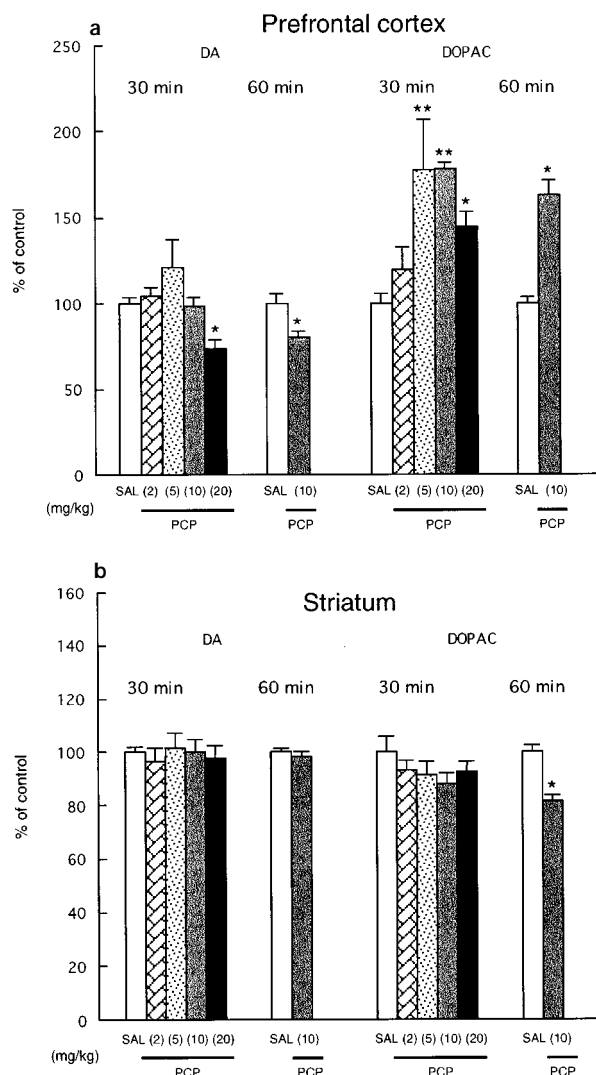 a
Prefrontal cortex
250
200
150
100
50
0
% of control
DA
DOPAC
30 min
60 min
30 min
60 min
*
*
**
**
*
*
SAL (2) (5) (10) (20)
SAL (10)
SAL (2) (5) (10) (20)
SAL (10)
(mg/kg)
PCP
PCP
PCP
PCP
b
Striatum
160
140
120
100
80
60
40
20
0
% of control
DA
DOPAC
30 min
60 min
30 min
60 min
*
SAL (2) (5) (10) (20)
SAL (10)
SAL (2) (5) (10) (20)
SAL (10)
(mg/kg)
PCP
PCP
PCP
PCP